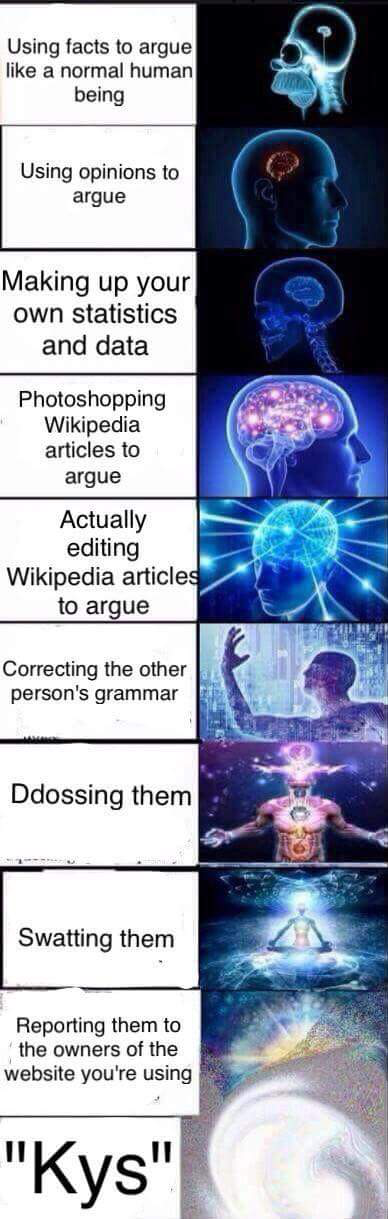 Using facts to argue
like a normal human
being
Using opinions to
argue
Making up your
own statistics
and data
Photoshopping
Wikipedia
articles to
argue
Actually
editing
Wikipedia articles
to argue
Correcting the other
person's grammar
Ddossing them
Swatting them
Reporting them to
the owners of the
website you're using
"Kys"